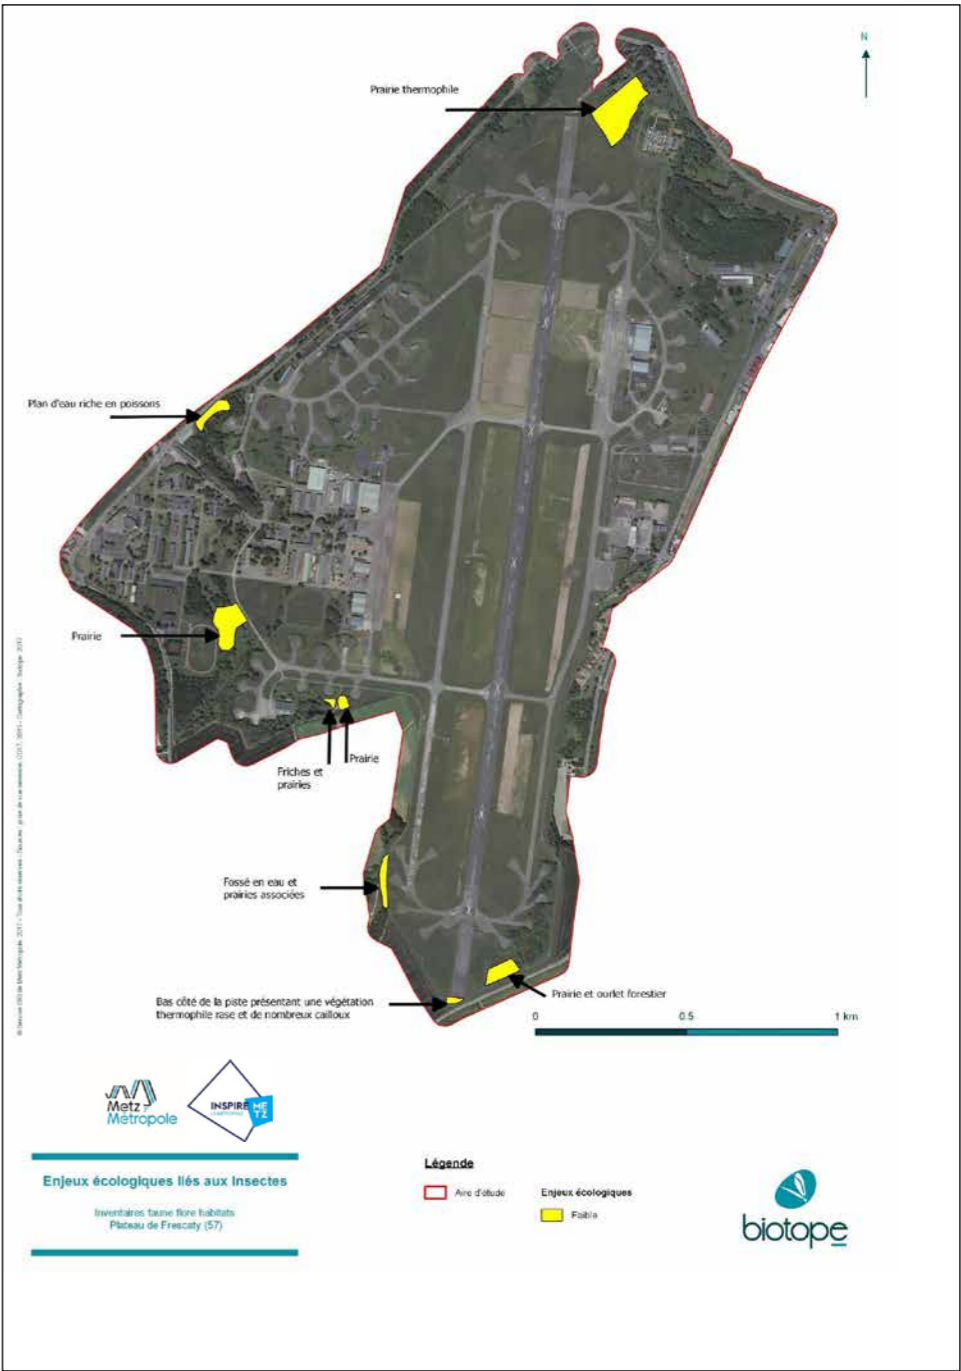 N
Prairie thermophile
Plan d'eau riche en poissons
Prairie
Prairie
Friches et
prairies
Fossé en eau et
prairies associées
Prairie et ourlet forestier
Bas côté de la piste présentant une végétation
thermophile rase et de nombreux cailloux
0
0.5
1 km
Metz
Métropole
INSPIRE
METZ
Enjeux écologiques liés aux Insectes
Inventaires faune flore habitats
Plateau de Frescaty (57)
Légende
Aire d'étude
Enjeux écologiques
Faible
biotope